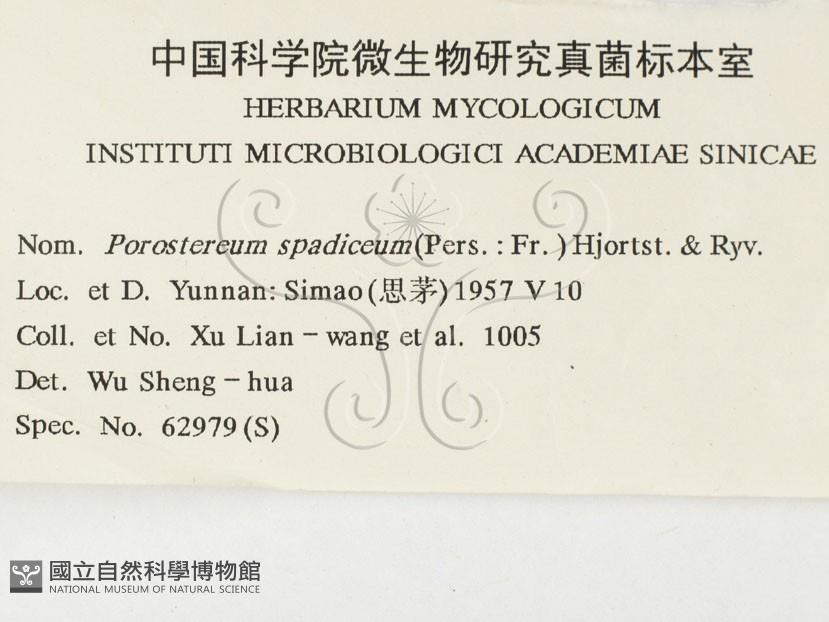 中国科学院微生物研究真菌标本室
HERBARIUM MYCOLOGICUM
INSTITUTI MICROBIOLOGICI ACADEMIAE SINICAE
Nom. Porostereum spadiceum(Pers. : Fr. )Hjortst. & Ryv.
Loc. et D. Yunnan: Simao(思茅)1957 V 10
Coll. et No. Xu Lian-wang et al. 1005
Det. Wu Sheng-hua
Spec. No. 62979(S)
國立自然科學博物館
NATIONAL MUSEUM OF NATURAL SCIENCE